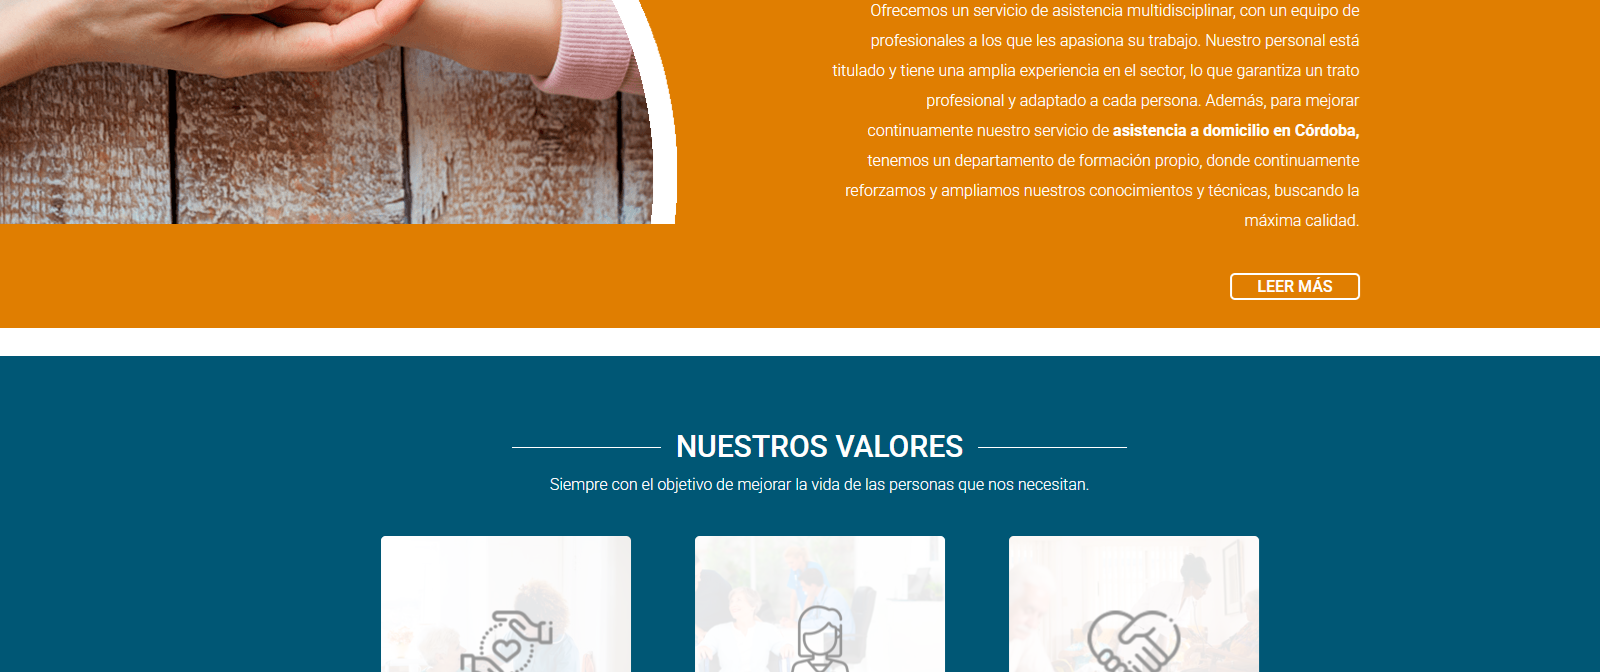 Ofrecemos un servicio de asistencia multidisciplinar, con un equipo de
profesionales a los que les apasiona su trabajo. Nuestro personal está
titulado y tiene una amplia experiencia en el sector, lo que garantiza un trato
profesional y adaptado a cada persona. Además, para mejorar
continuamente nuestro servicio de asistencia a domicilio en Córdoba,
tenemos un departamento de formación propio, donde continuamente
reforzamos y ampliamos nuestros conocimientos y técnicas, buscando la
máxima calidad.
LEER MÁS
NUESTROS VALORES
Siempre con el objetivo de mejorar la vida de las personas que nos necesitan.